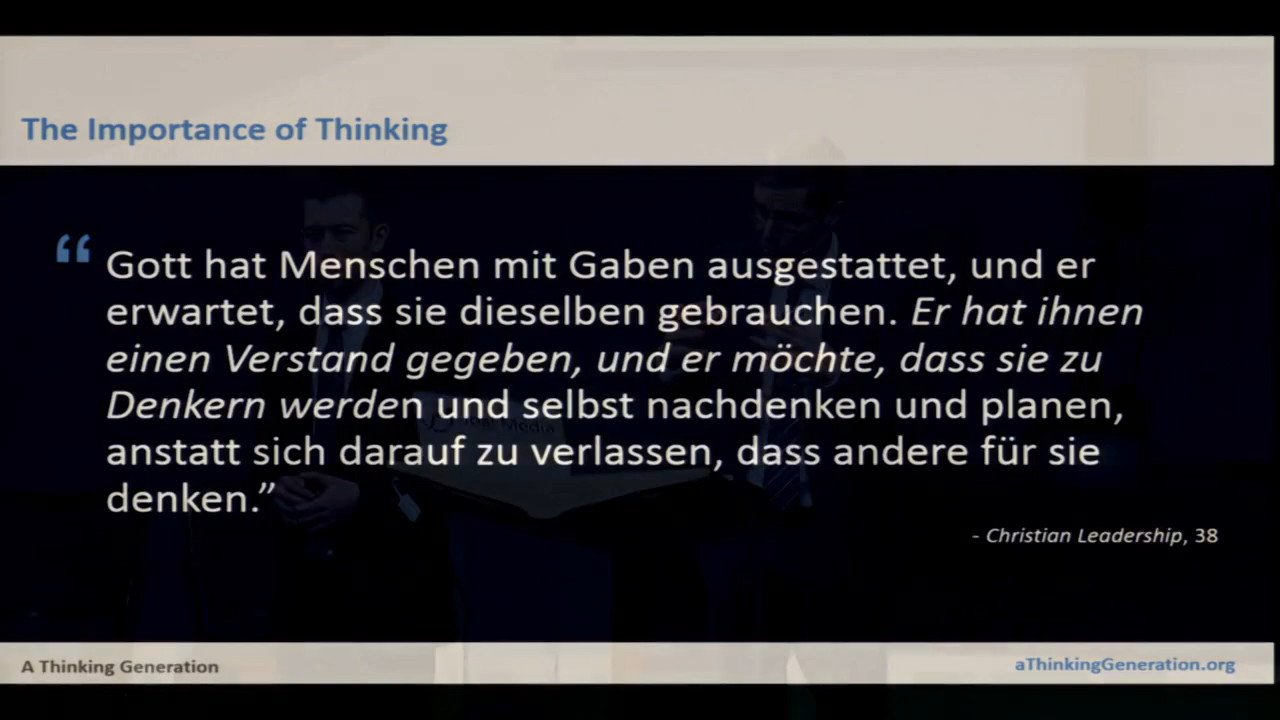 The Importance of Thinking
“ Gott hat Menschen mit Gaben ausgestattet, und er
erwartet, dass sie dieselben gebrauchen. Er hat ihnen
einen Verstand gegeben, und er möchte, dass sie zu
Denkern werden und selbst nachdenken und planen,
anstatt sich darauf zu verlassen, dass andere für sie
denken.”
- Christian Leadership, 38
Joel Media
A Thinking Generation
aThinkingGeneration.org